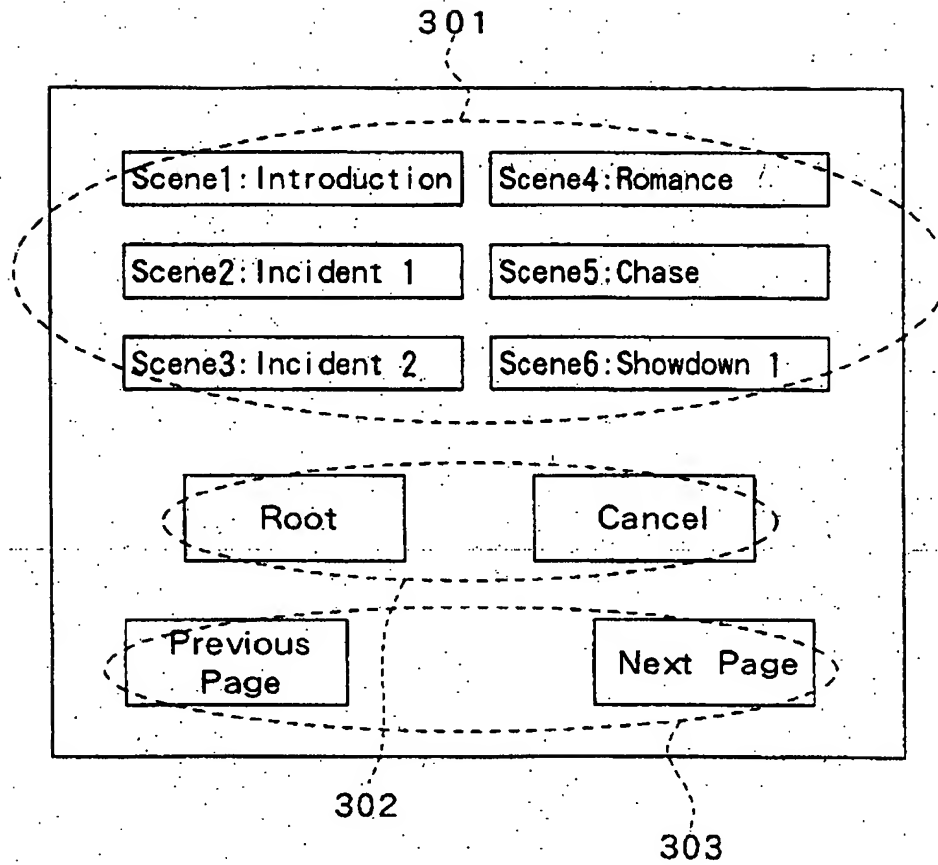 301
Scene1:Introduction
Scene4:Romance
Scene2:Incident 1
Scene5:Chase
Scene3:Incident 2
Scene6:Showdown 1
Root
Cancel
Previous
Page
Next Page
302
303